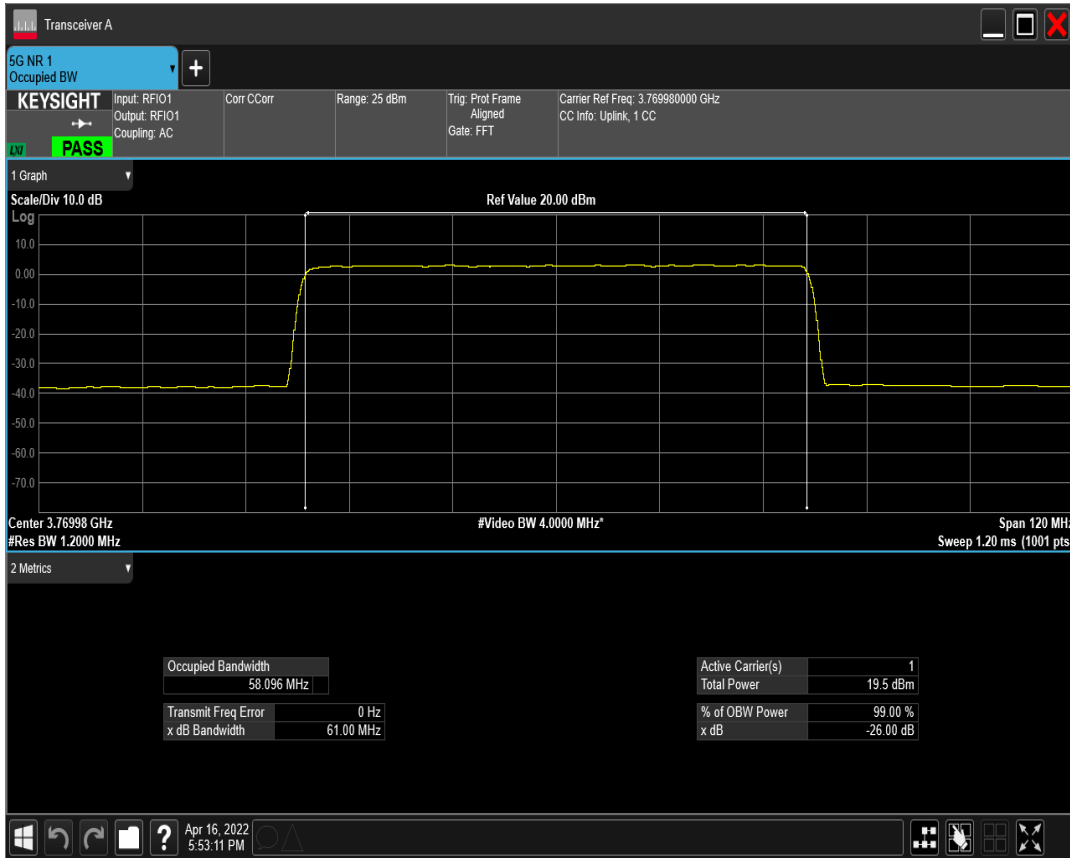 Transceiver A
5G NR 1
Occupied BW
KEYSIGHT
LXI
PASS
Input: RFIO1
Output: RFIO1
Coupling: AC
Corr CCorr
Range: 25 dBm
Trig: Prot Frame
Aligned
Gate: FFT
Carrier Ref Freq: 3.769980000 GHz
CC Info: Uplink, 1 CC
1 Graph
Scale/Div 10.0 dB
Ref Value 20.00 dBm
Log
10.0
0.00
-10.0
-20.0
-30.0
-40.0
-50.0
-60.0
-70.0
Center 3.76998 GHz
#Video BW 4.0000 MHz*
Span 120 MHz
#Res BW 1.2000 MHz
Sweep 1.20 ms (1001 pts
2 Metrics
Occupied Bandwidth
58.096 MHz
Transmit Freq Error 0 Hz
x dB Bandwidth 61.00 MHz
Active Carrier(s) 1
Total Power 19.5 dBm
% of OBW Power 99.00 %
x dB -26.00 dB
?
Apr 16, 2022
5:53:11 PM